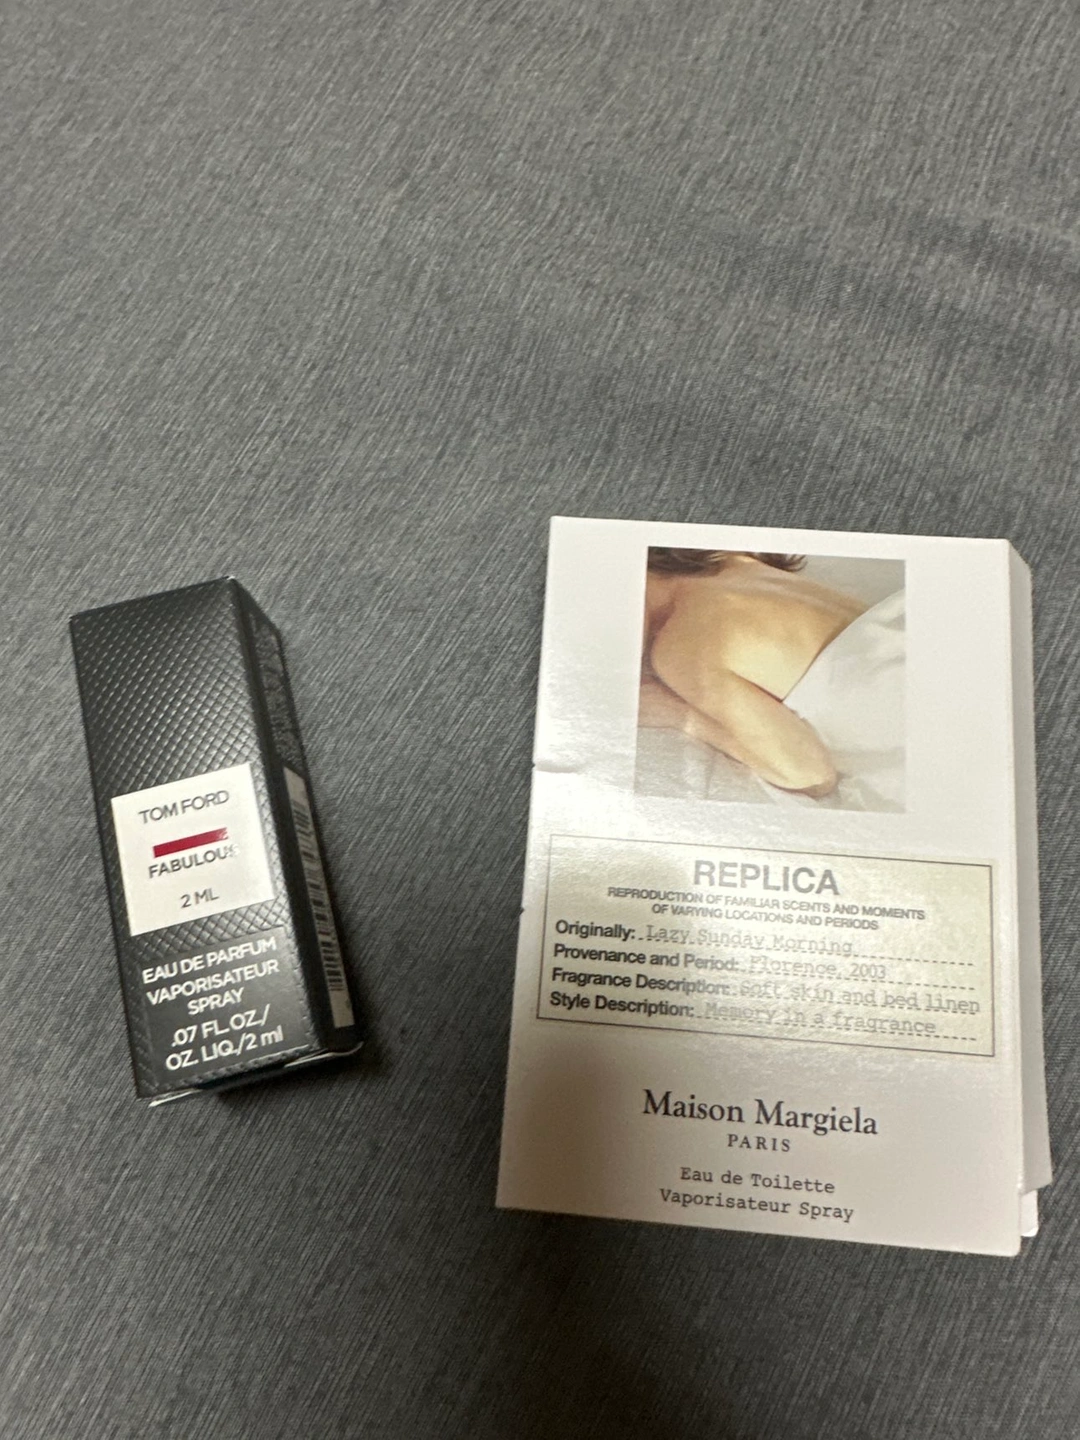 TOM FORD
FABULOUS
2 ML
EAU DE PARFUM
VAPORISATEUR
SPRAY
.07 FL.OZ./
OZ. LIQ./2 ml
REPLICA
REPRODUCTION OF FAMILIAR SCENTS AND MOMENTS
OF VARYING LOCATIONS AND PERIODS
Originally: Lazy Sunday Morning
Provenance and Period: Florence, 2003
Fragrance Description: Soft skin and bed linen
Style Description: Memory in a fragrance
Maison Margiela
PARIS
Eau de Toilette
Vaporisateur Spray